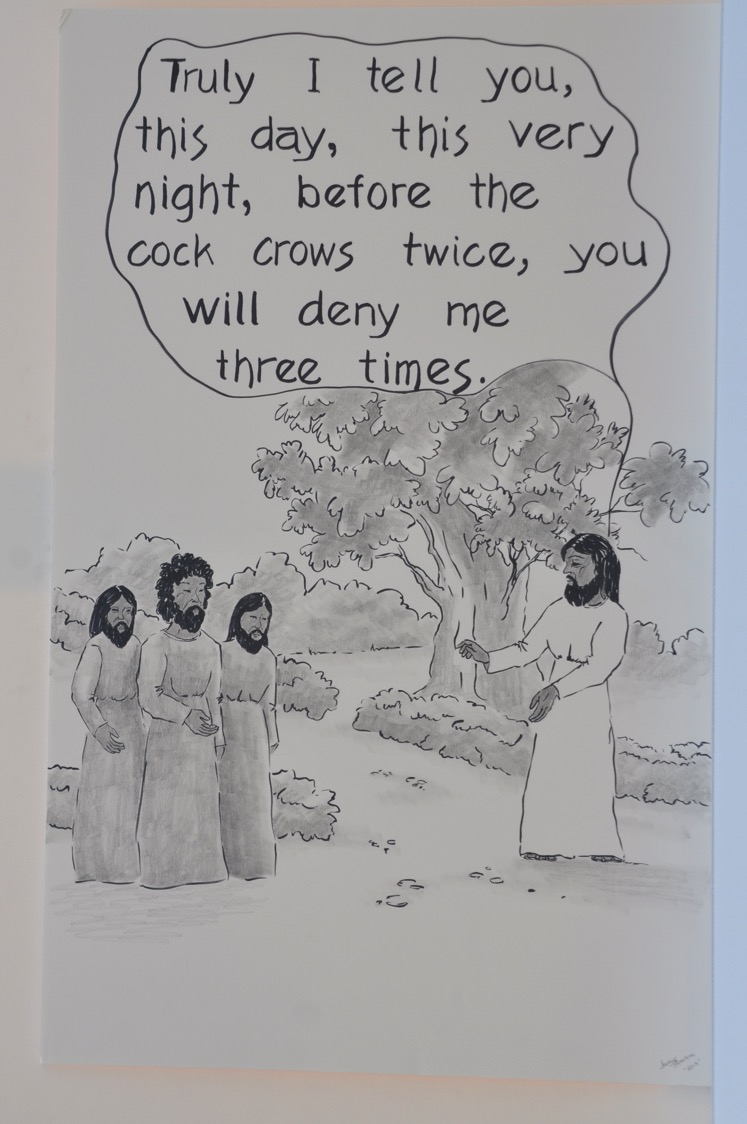 Truly I tell you,
this day, this very
night, before the
cock crows twice, you
will deny me
three times.